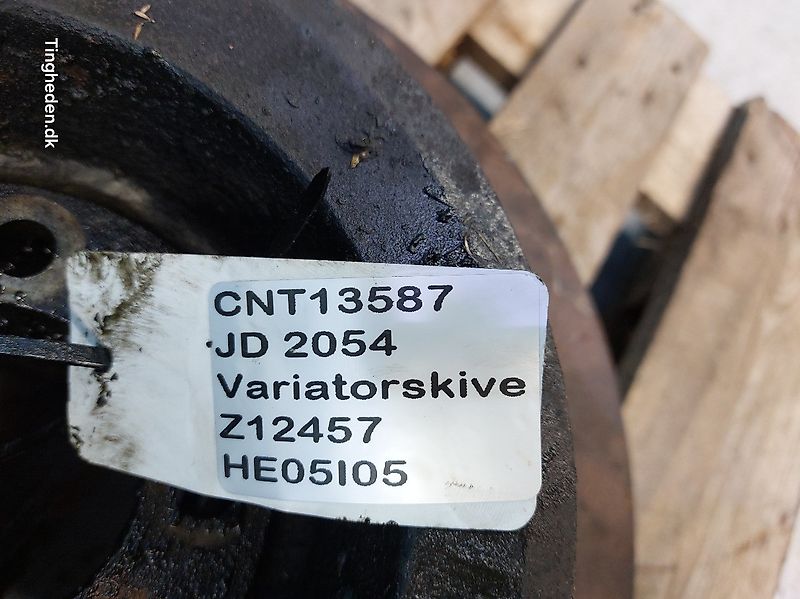 Tingheden.dk
CNT13587
JD 2054
Variatorskive
Z12457
HE05I05